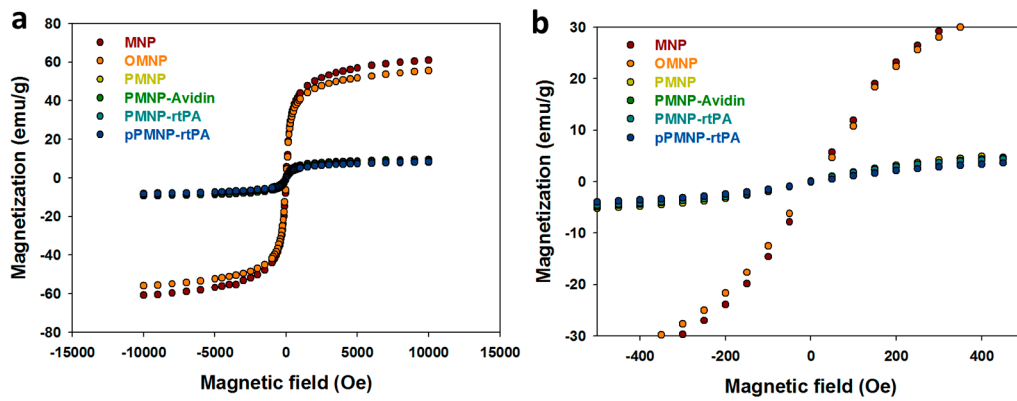 a
80
60
40
20
0
-20
-40
-60
-80
Magnetization (emu/g)
MNP
OMNP
PMNP
PMNP-Avidin
PMNP-rtPA
pPMNP-rtPA
-15000 -10000 -5000 0 5000 10000 15000
Magnetic field (Oe)
b
30
20
10
0
-10
-20
-30
Magnetization (emu/g)
MNP
OMNP
PMNP
PMNP-Avidin
PMNP-rtPA
pPMNP-rtPA
-400 -200 0 200 400
Magnetic field (Oe)